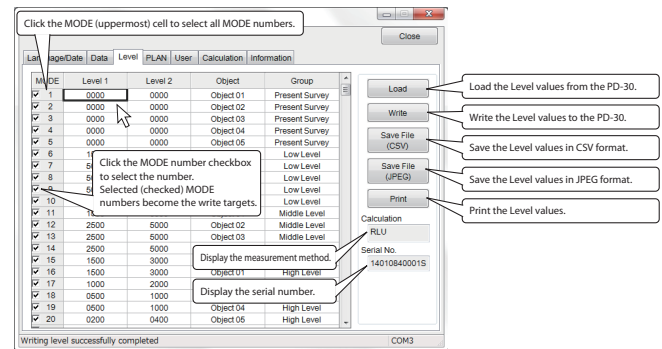 Click the MODE (uppermost) cell to select all MODE numbers.
Close
Language/Date Data Level PLAN User Calculation Information
MODE Level 1 Level 2 Object Group
1 0000 0000 Object 01 Present Survey
2 0000 0000 Object 02 Present Survey
3 0000 0000 Object 03 Present Survey
4 0000 0000 Object 04 Present Survey
5 0000 0000 Object 05 Present Survey
6 Low Level
7 Low Level
8 Low Level
9 Low Level
10 Low Level
11 Middle Level
12 2500 5000 Object 02 Middle Level
13 2500 5000 Object 03 Middle Level
14 2500 5000
15 1500 3000
16 1500 3000 Object 01 High Level
17 1000 2000
18 0500 1000
19 0500 1000 Object 04 High Level
20 0200 0400 Object 05 High Level
Click the MODE number checkbox
to select the number.
Selected (checked) MODE
numbers become the write targets.
Load
Write
Save File
(CSV)
Save File
(JPEG)
Print
Calculation
RLU
Serial No.
14010840001S
Display the measurement method.
Display the serial number.
Load the Level values from the PD-30.
Write the Level values to the PD-30.
Save the Level values in CSV format.
Save the Level values in JPEG format.
Print the Level values.
Writing level successfully completed
COM3